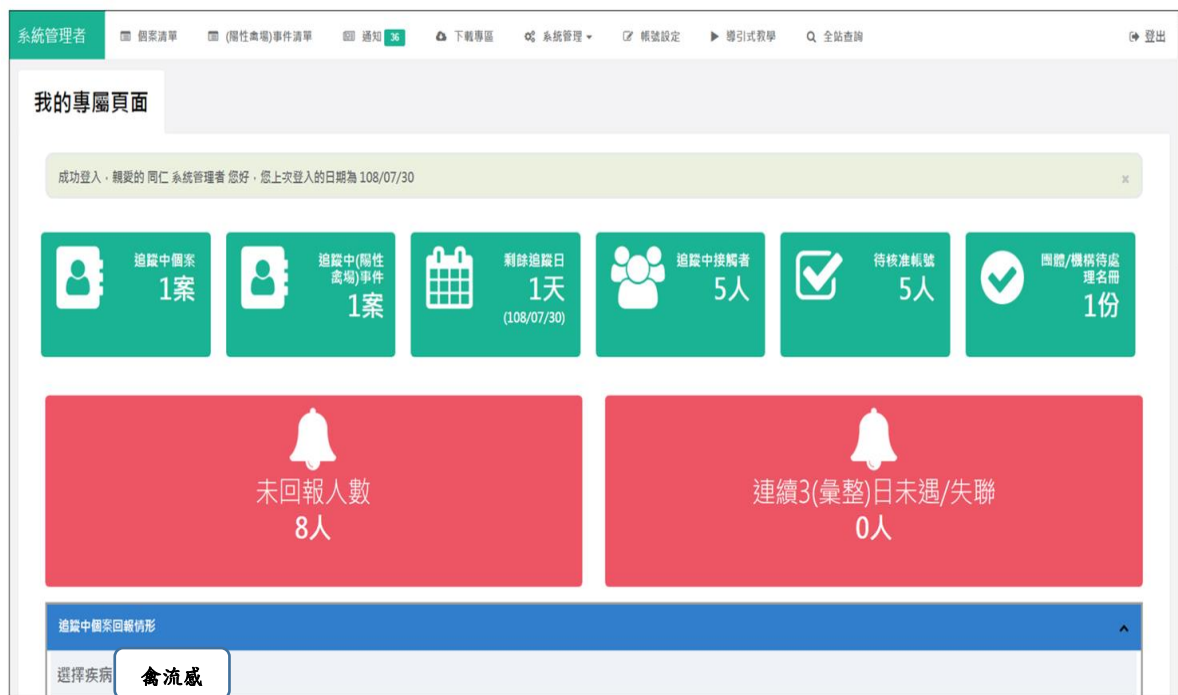 系統管理者 個案清單 (陽性禽場)事件清單 通知 36 下載專區 系統管理 帳號設定 導引式教學 全站查詢 登出
我的專屬頁面
成功登入，親愛的 同仁 系統管理者 您好，您上次登入的日期為 108/07/30 x
追蹤中個案
1案
追蹤中(陽性
禽場)事件
1案
剩餘追蹤日
1天
(108/07/30)
追蹤中接觸者
5人
待核准帳號
5人
團體/機構待處
理名冊
1份
未回報人數
8人
連續3(彙整)日未遇/失聯
0人
追蹤中個案回報情形
選擇疾病 禽流感